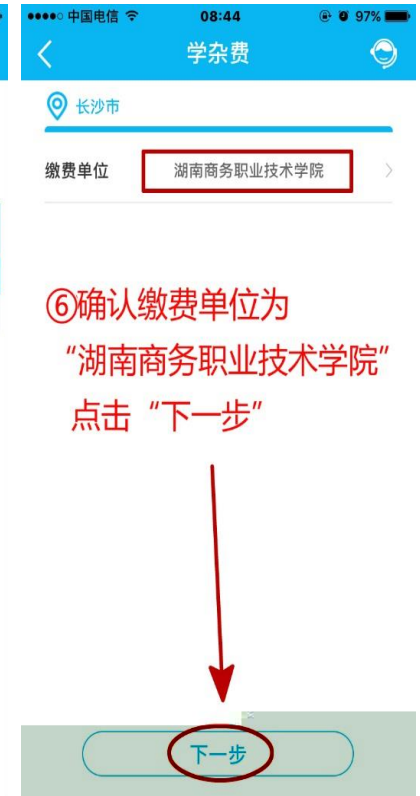 中国电信 08:44 97%
学杂费
长沙市
缴费单位 湖南商务职业技术学院
⑥确认缴费单位为
“湖南商务职业技术学院”
点击“下一步”
下一步